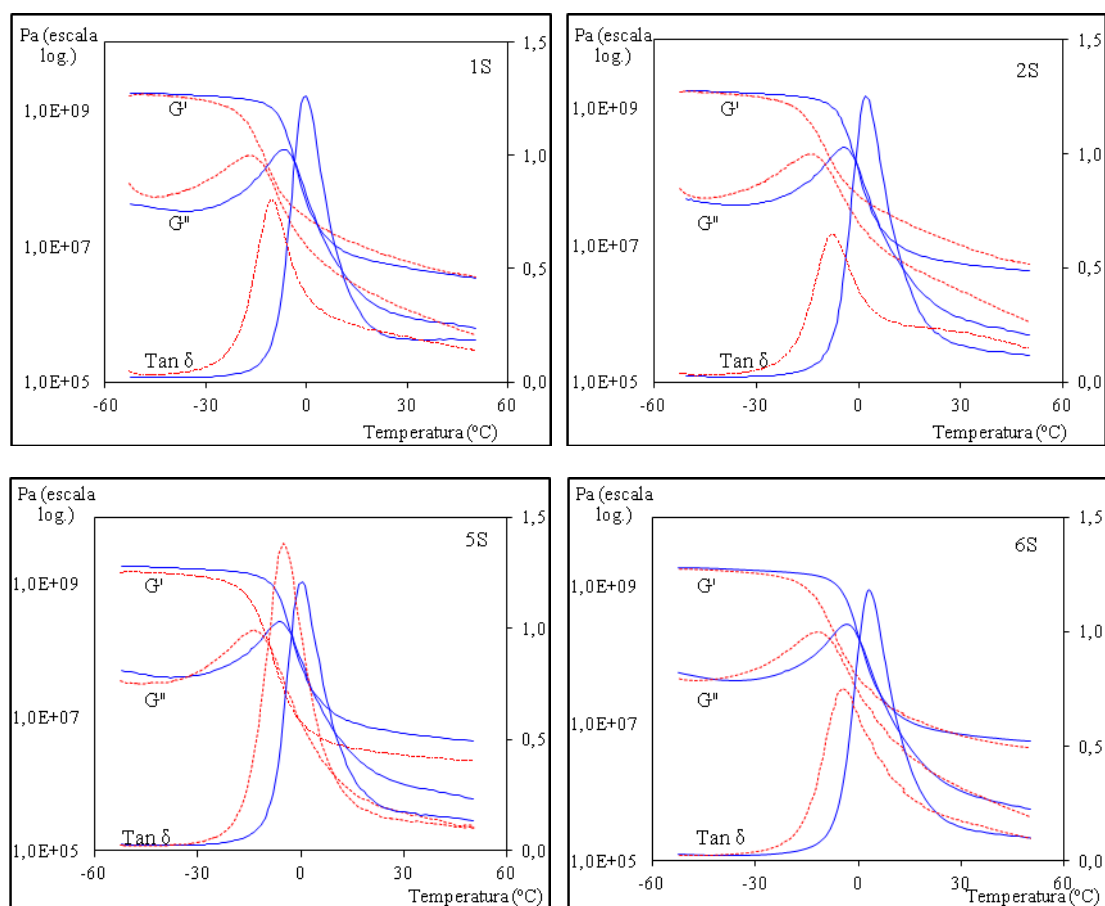 Pa (escala
log.)
1,5
1S
1,0E+09
G'
1,0
G"
1,0E+07
0,5
Tan δ
1,0E+05
0,0
-60
-30
0
30
60
Temperatura (ºC)
Pa (escala
log.)
1,5
2S
1,0E+09
G'
1,0
G"
1,0E+07
0,5
Tan δ
1,0E+05
0,0
-60
-30
0
30
60
Temperatura (ºC)
Pa (escala
log.)
1,5
5S
1,0E+09
G'
1,0
G"
1,0E+07
0,5
Tan δ
1,0E+05
0,0
-60
-30
0
30
60
Temperatura (ºC)
Pa (escala
log.)
1,5
6S
1,0E+09
G'
1,0
G"
1,0E+07
0,5
Tan δ
1,0E+05
0,0
-60
-30
0
30
60
Temperatura (ºC)